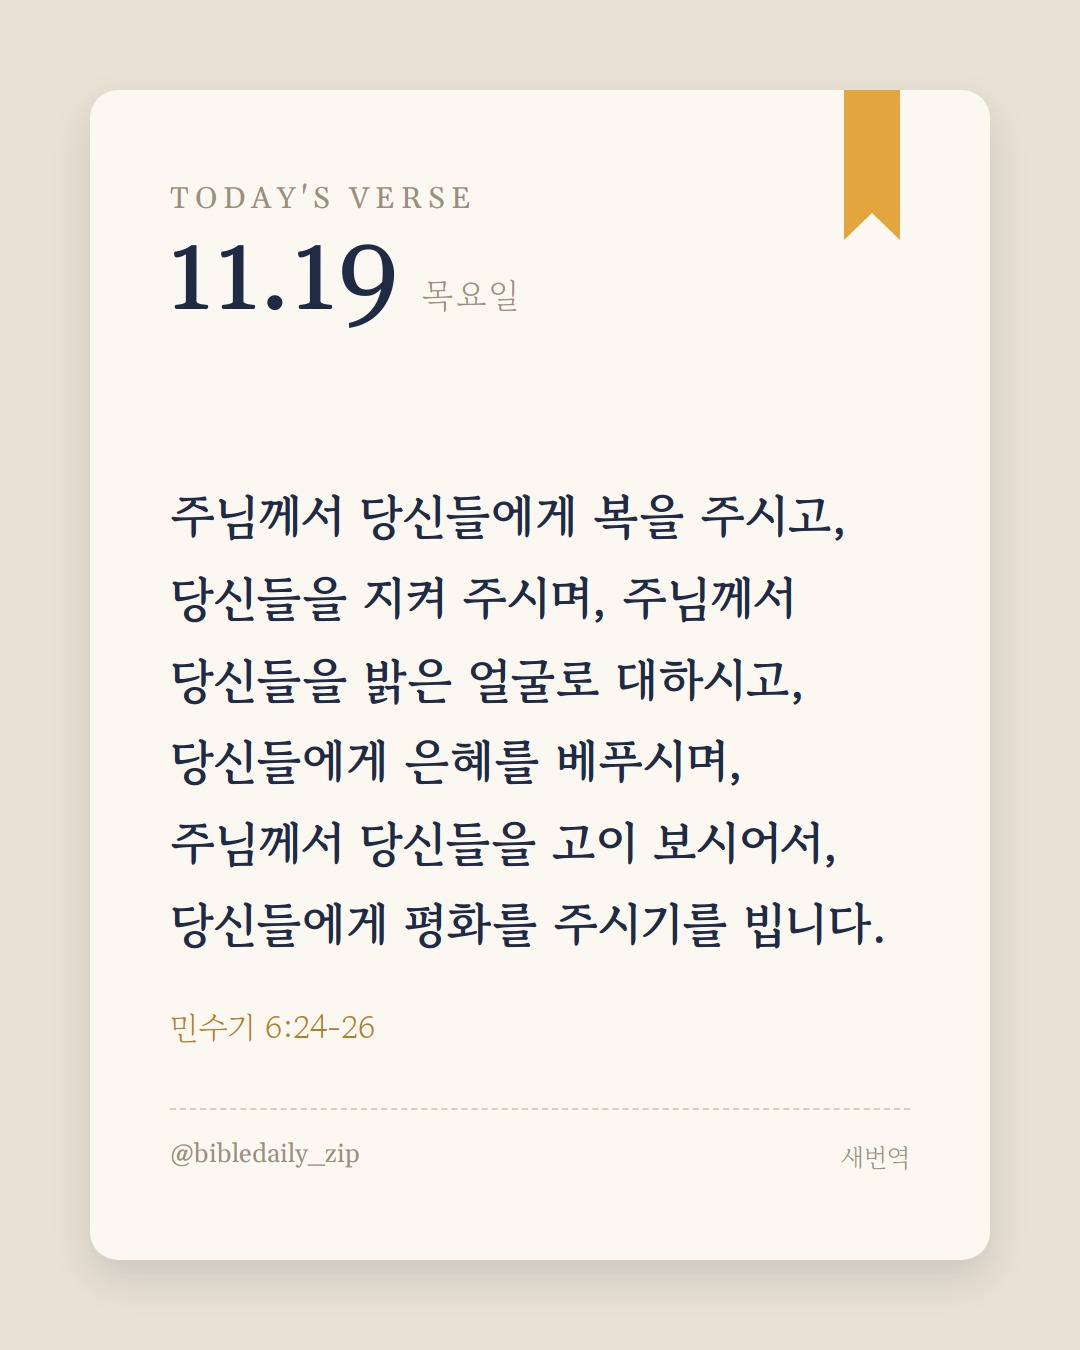 TODAY'S VERSE
11.19 목요일
주님께서 당신들에게 복을 주시고,
당신들을 지켜 주시며, 주님께서
당신들을 밝은 얼굴로 대하시고,
당신들에게 은혜를 베푸시며,
주님께서 당신들을 고이 보시어서,
당신들에게 평화를 주시기를 빕니다.
민수기 6:24-26
@bibledaily_zip 새번역